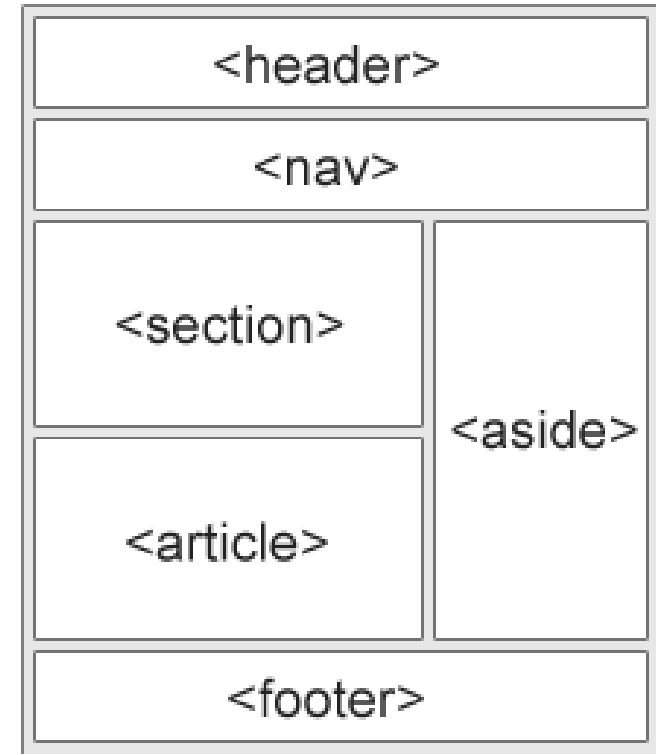 <header>
<nav>
<section>
<aside>
<article>
<footer>